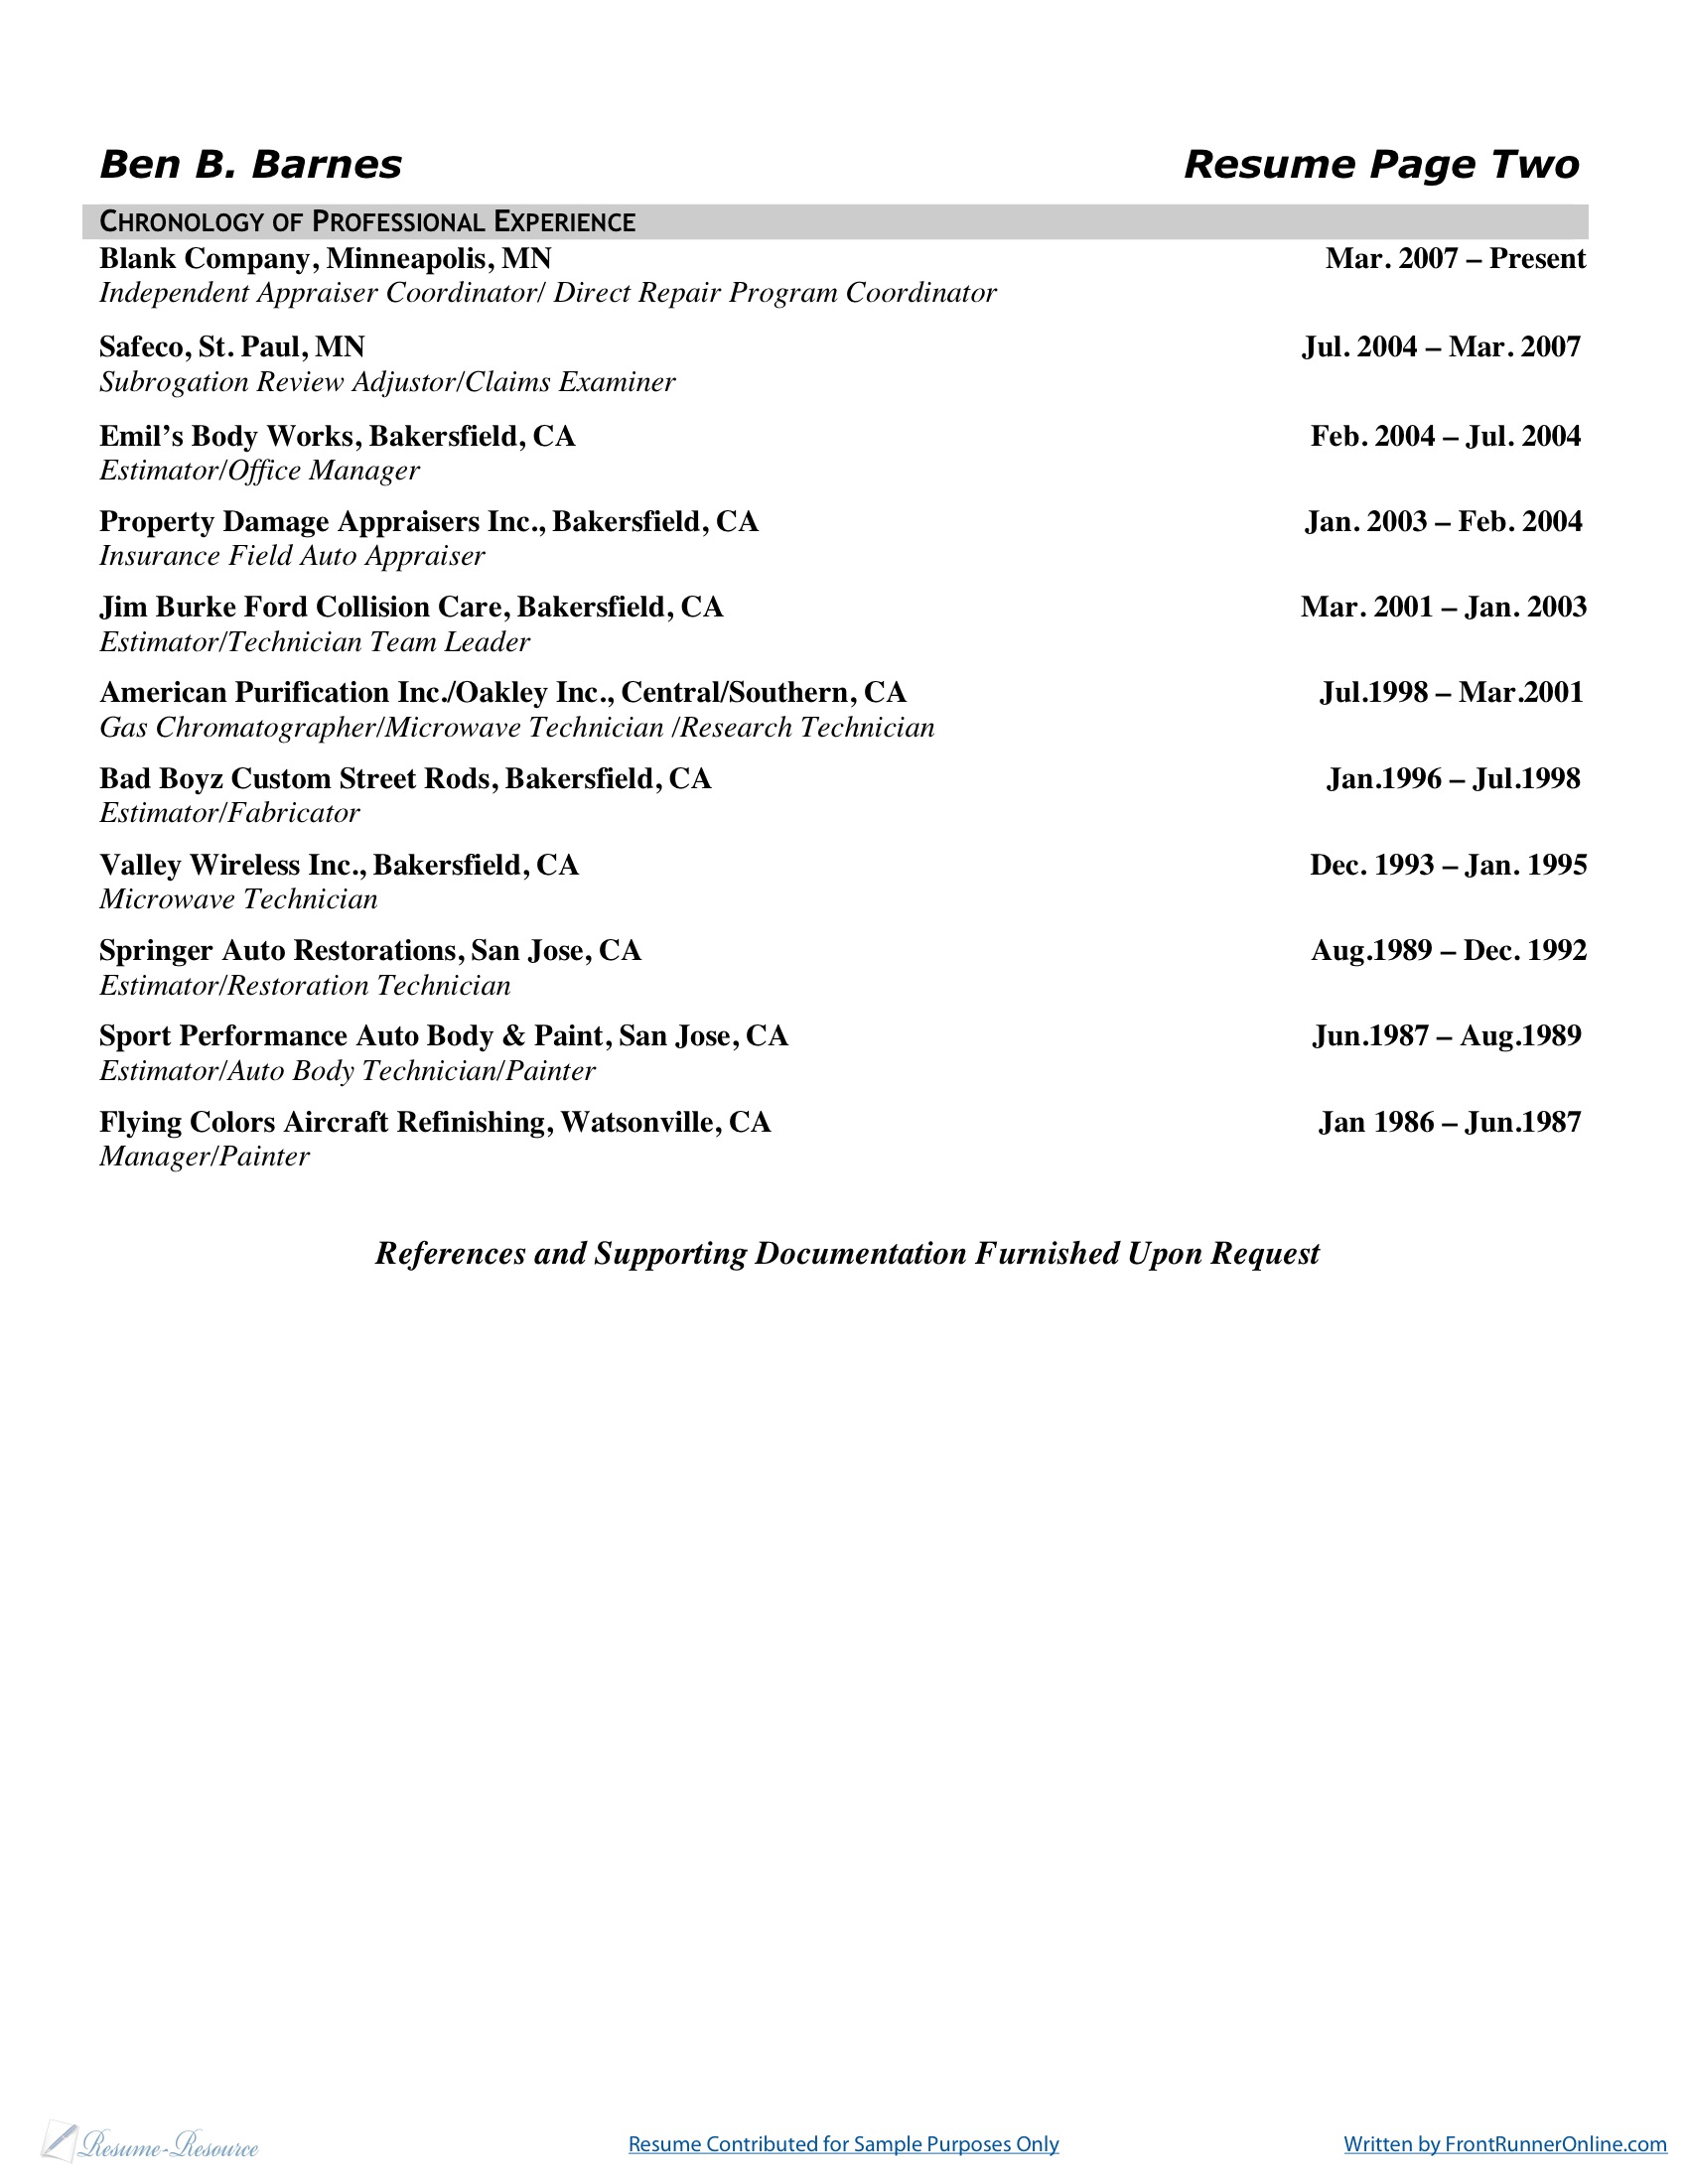 Ben B. Barnes Resume Page Two
CHRONOLOGY OF PROFESSIONAL EXPERIENCE
Blank Company, Minneapolis, MN Mar. 2007 – Present
Independent Appraiser Coordinator/ Direct Repair Program Coordinator
Safeco, St. Paul, MN Jul. 2004 – Mar. 2007
Subrogation Review Adjustor/Claims Examiner
Emil’s Body Works, Bakersfield, CA Feb. 2004 – Jul. 2004
Estimator/Office Manager
Property Damage Appraisers Inc., Bakersfield, CA Jan. 2003 – Feb. 2004
Insurance Field Auto Appraiser
Jim Burke Ford Collision Care, Bakersfield, CA Mar. 2001 – Jan. 2003
Estimator/Technician Team Leader
American Purification Inc./Oakley Inc., Central/Southern, CA Jul.1998 – Mar.2001
Gas Chromatographer/Microwave Technician /Research Technician
Bad Boyz Custom Street Rods, Bakersfield, CA Jan.1996 – Jul.1998
Estimator/Fabricator
Valley Wireless Inc., Bakersfield, CA Dec. 1993 – Jan. 1995
Microwave Technician
Springer Auto Restorations, San Jose, CA Aug.1989 – Dec. 1992
Estimator/Restoration Technician
Sport Performance Auto Body & Paint, San Jose, CA Jun.1987 – Aug.1989
Estimator/Auto Body Technician/Painter
Flying Colors Aircraft Refinishing, Watsonville, CA Jan 1986 – Jun.1987
Manager/Painter
References and Supporting Documentation Furnished Upon Request
Resume-Resource Resume Contributed for Sample Purposes Only Written by FrontRunnerOnline.com